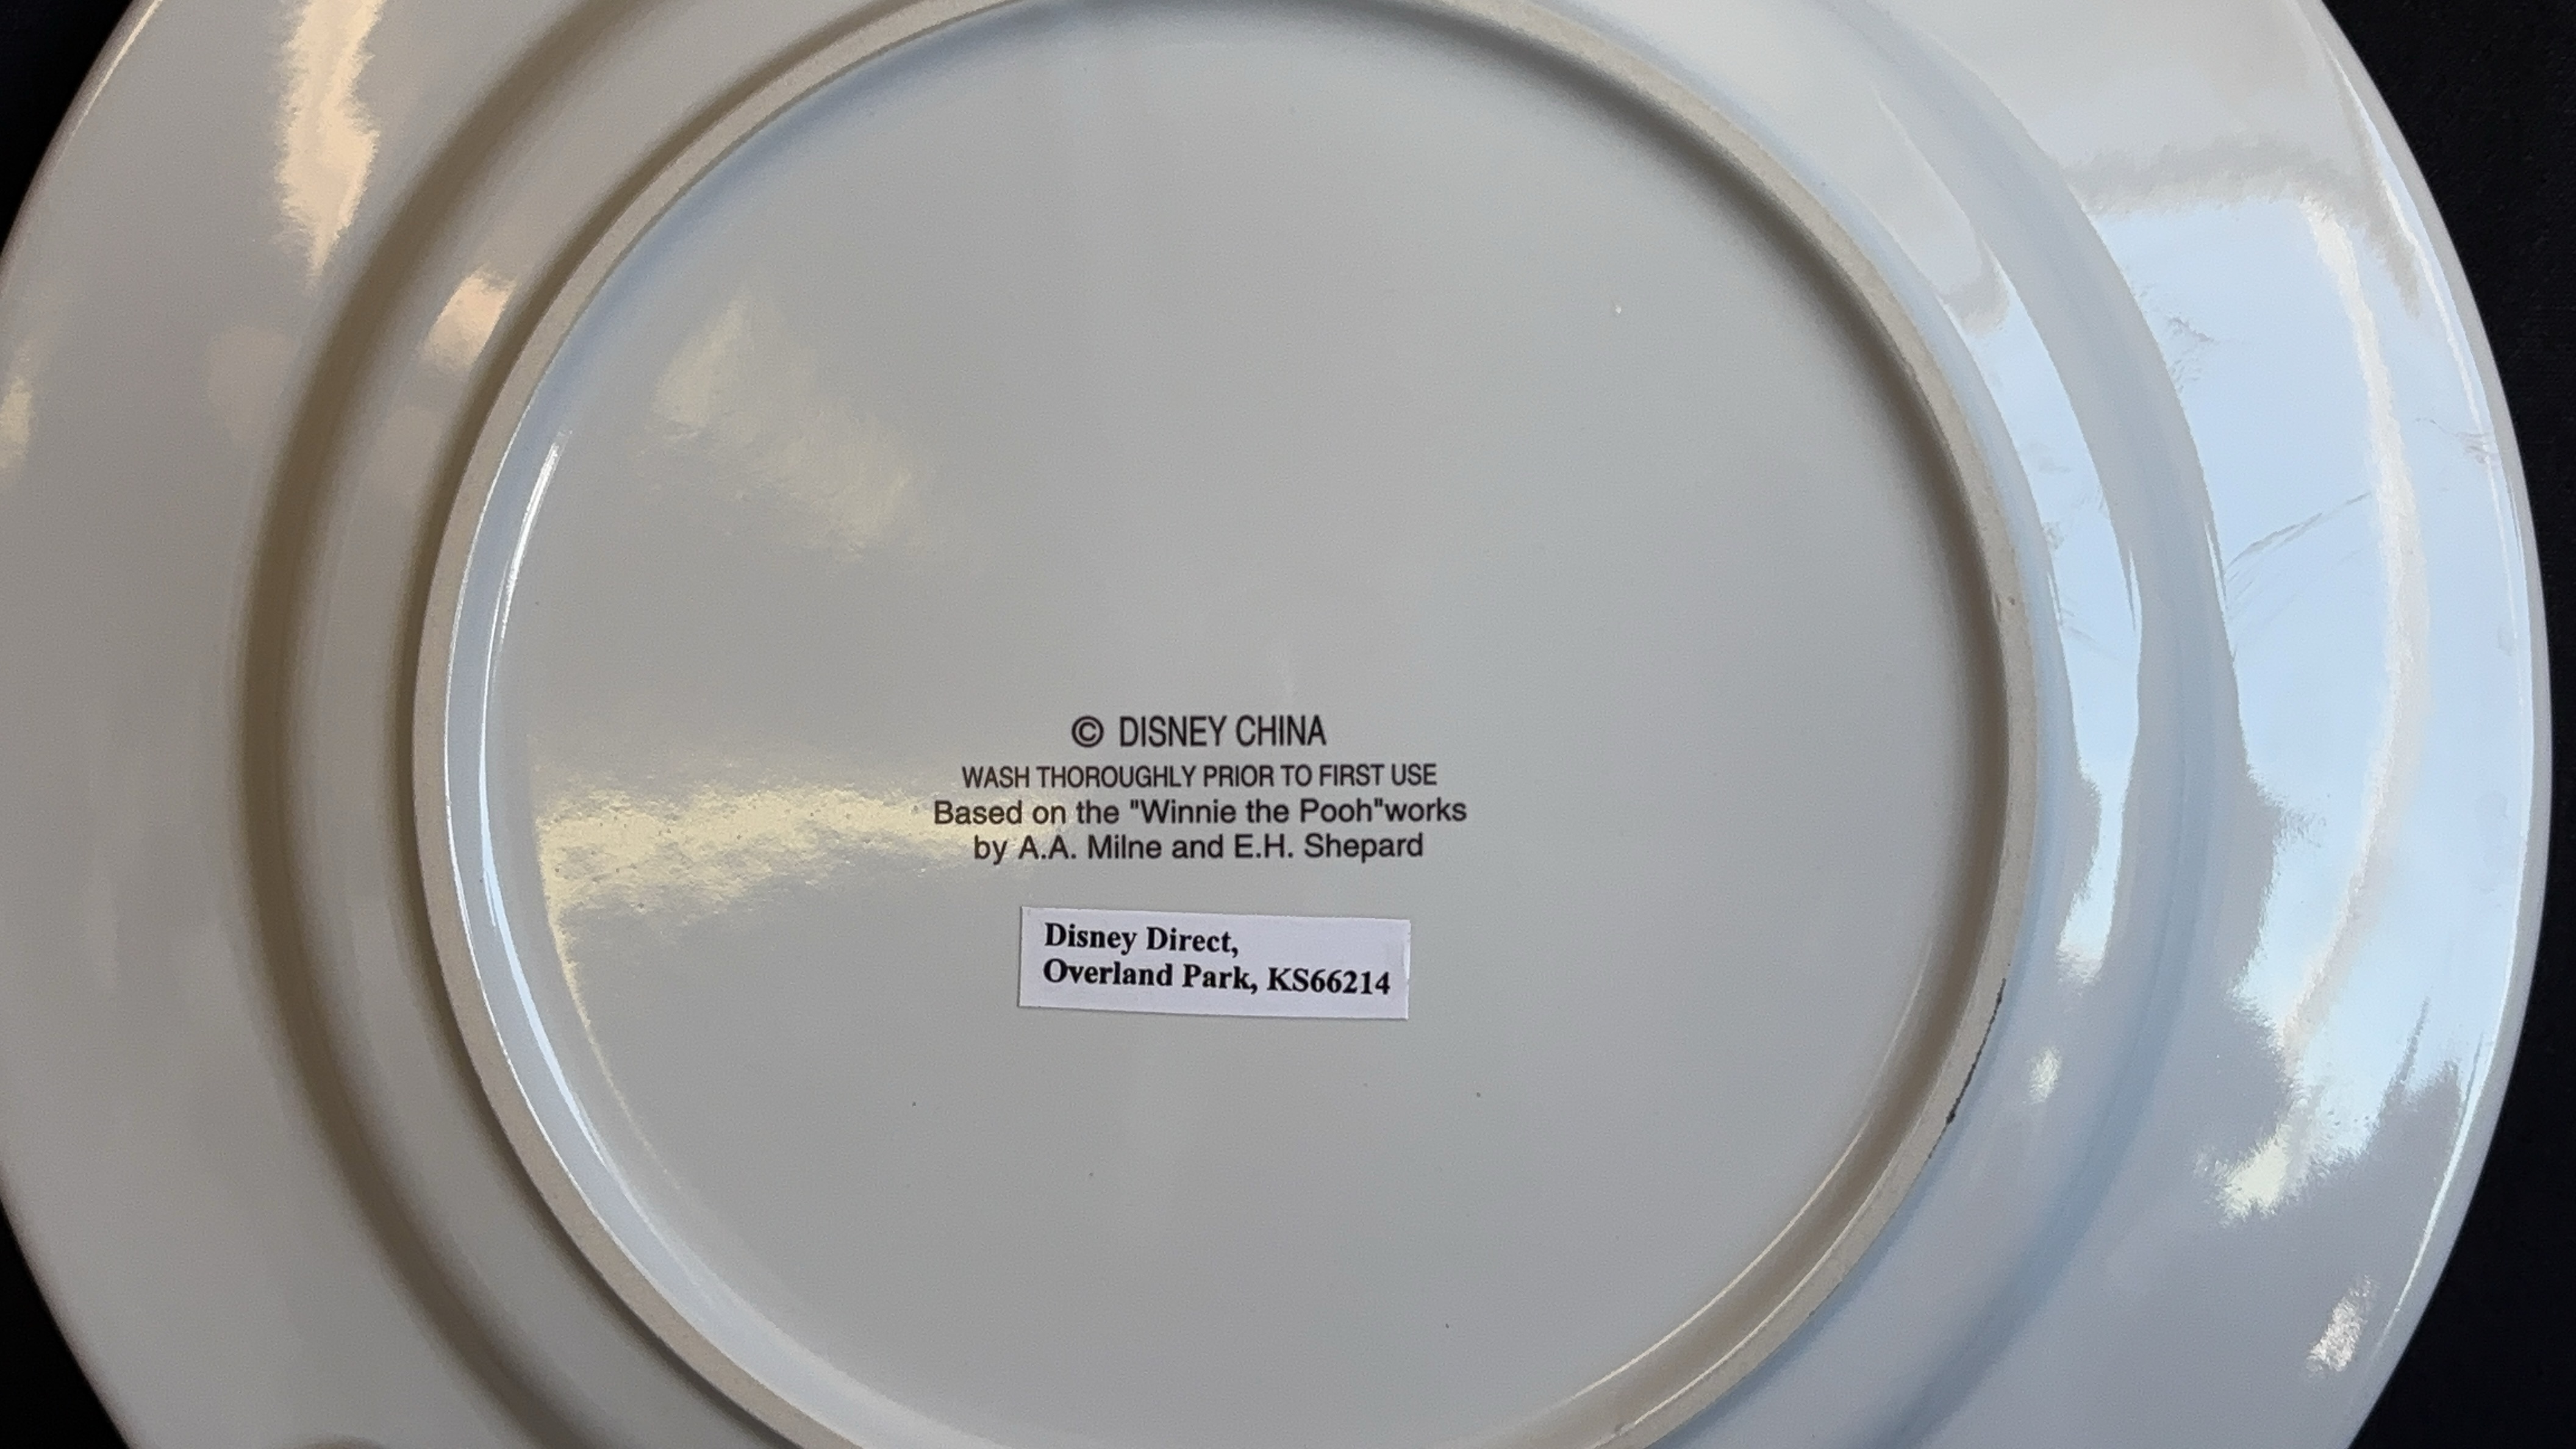 © DISNEY CHINA
WASH THOROUGHLY PRIOR TO FIRST USE
Based on the "Winnie the Pooh"works
by A.A. Milne and E.H. Shepard
Disney Direct,
Overland Park, KS66214